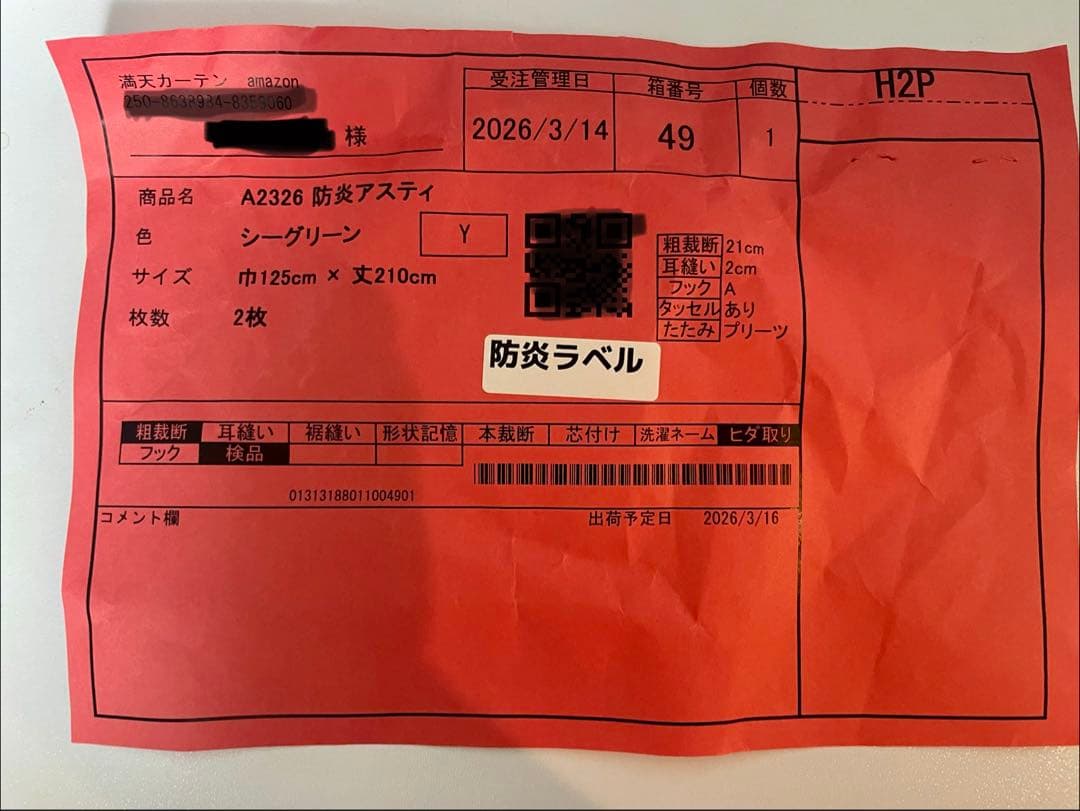 満天カーテン amazon
様
受注管理日
2026/3/14
箱番号
49
個数
1
H2P
商品名 A2326 防炎アスティ
色 シーグリーン
Y
サイズ 巾125cm × 丈210cm
枚数 2枚
粗裁断 21cm
耳縫い 2cm
フック A
タッセル あり
たたみ プリーツ
防炎ラベル
粗裁断 耳縫い 裾縫い 形状記憶 本裁断 芯付け 洗濯ネーム ヒダ取り
フック 検品
01313188011004901
コメント欄
出荷予定日 2026/3/16